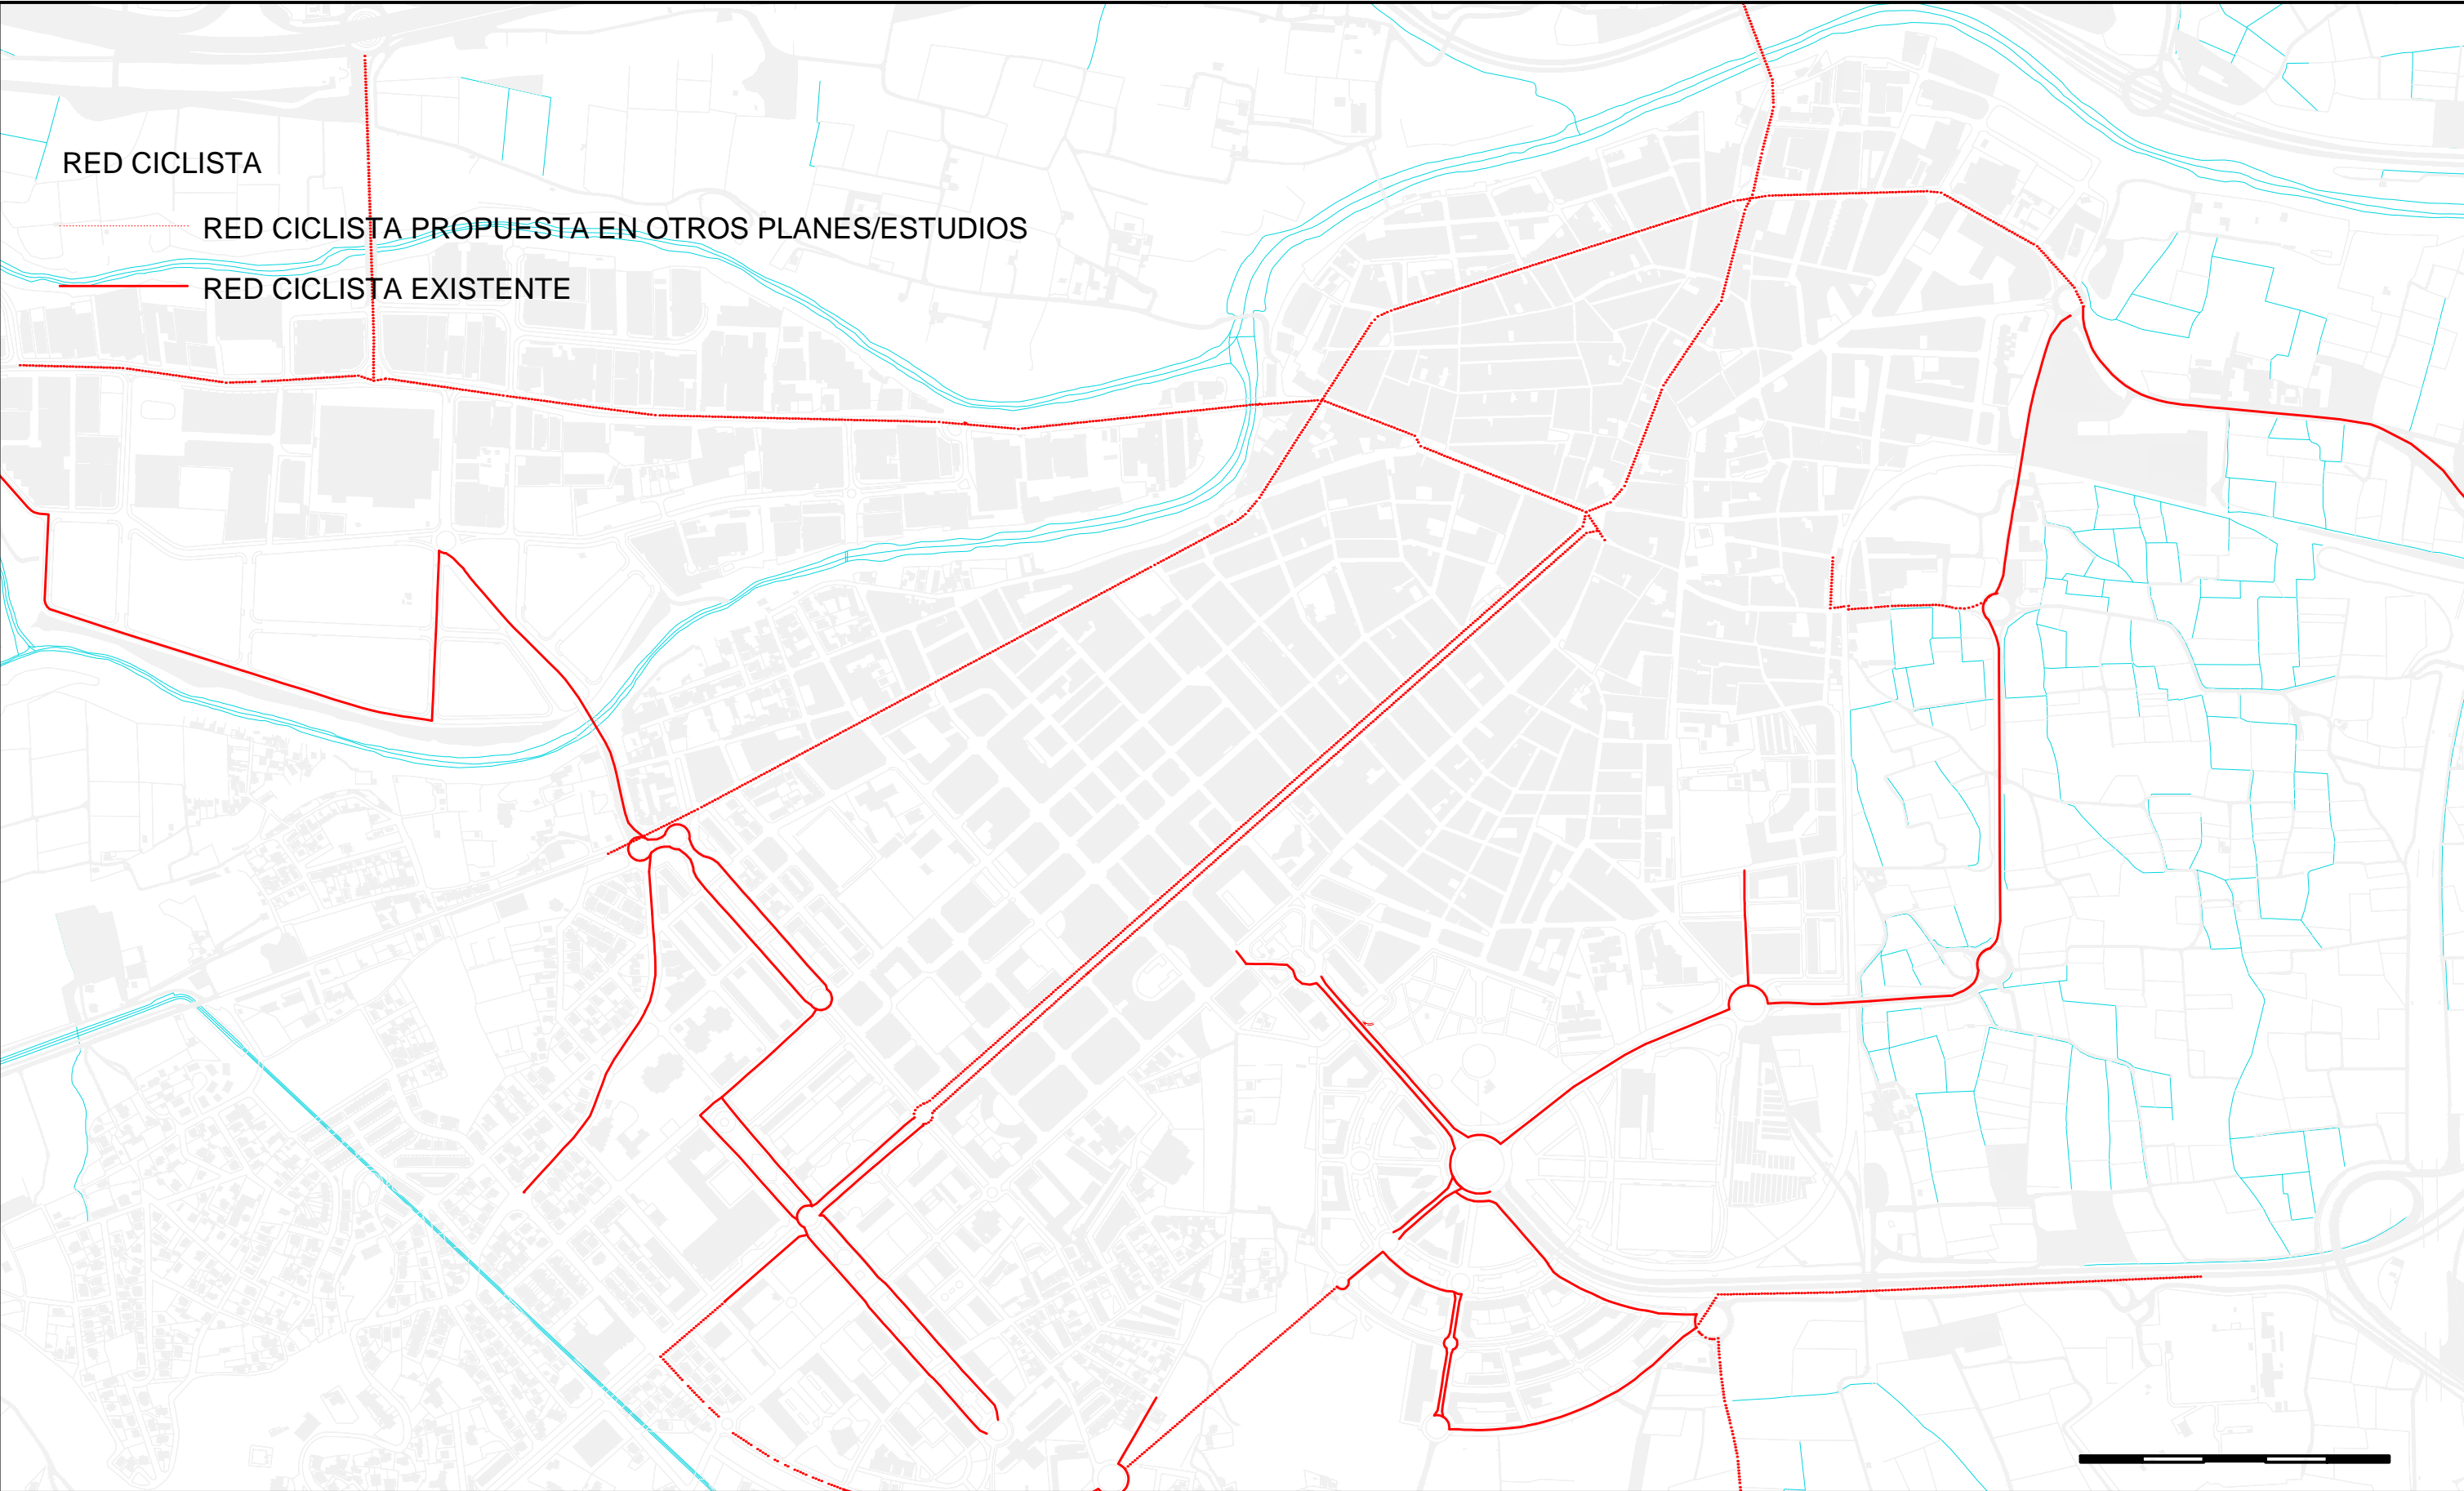 RED CICLISTA
RED CICLISTA PROPUESTA EN OTROS PLANES/ESTUDIOS
RED CICLISTA EXISTENTE